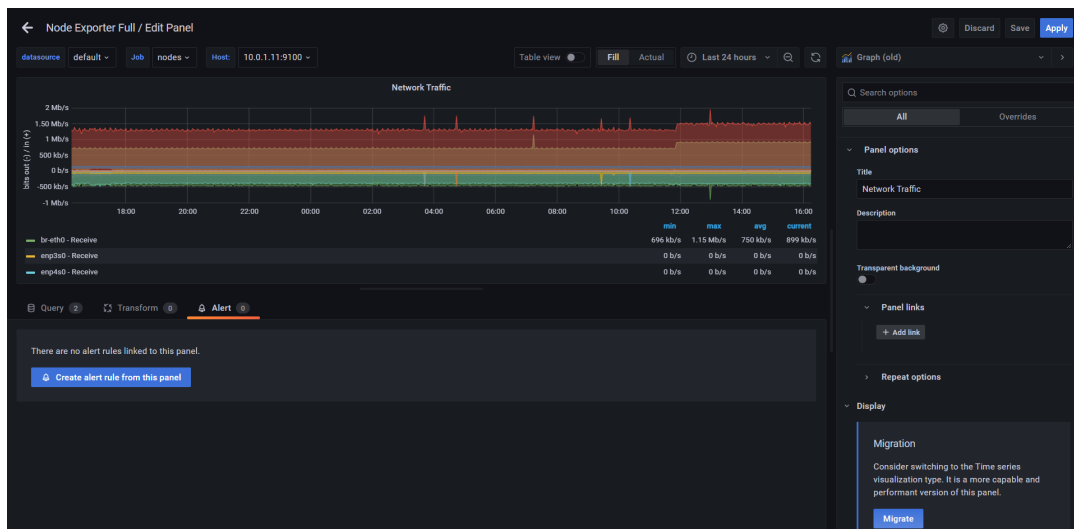 Node Exporter Full / Edit Panel
Discard Save Apply
datasource default Job nodes Host: 10.0.1.11:9100
Table view Fill Actual Last 24 hours
Graph (old)
Network Traffic
2 Mb/s
1.50 Mb/s
1 Mb/s
500 kb/s
0 b/s
-500 kb/s
-1 Mb/s
bits out (-) / in (+)
18:00 20:00 22:00 00:00 02:00 04:00 06:00 08:00 10:00 12:00 14:00 16:00
min max avg current
br-eth0 - Receive 696 kb/s 1.15 Mb/s 750 kb/s 899 kb/s
enp3s0 - Receive 0 b/s 0 b/s 0 b/s 0 b/s
enp4s0 - Receive 0 b/s 0 b/s 0 b/s 0 b/s
Query 2 Transform 0 Alert 0
There are no alert rules linked to this panel.
Create alert rule from this panel
Search options
All Overrides
Panel options
Title
Network Traffic
Description
Transparent background
Panel links
+ Add link
Repeat options
Display
Migration
Consider switching to the Time series
visualization type. It is a more capable and
performant version of this panel.
Migrate